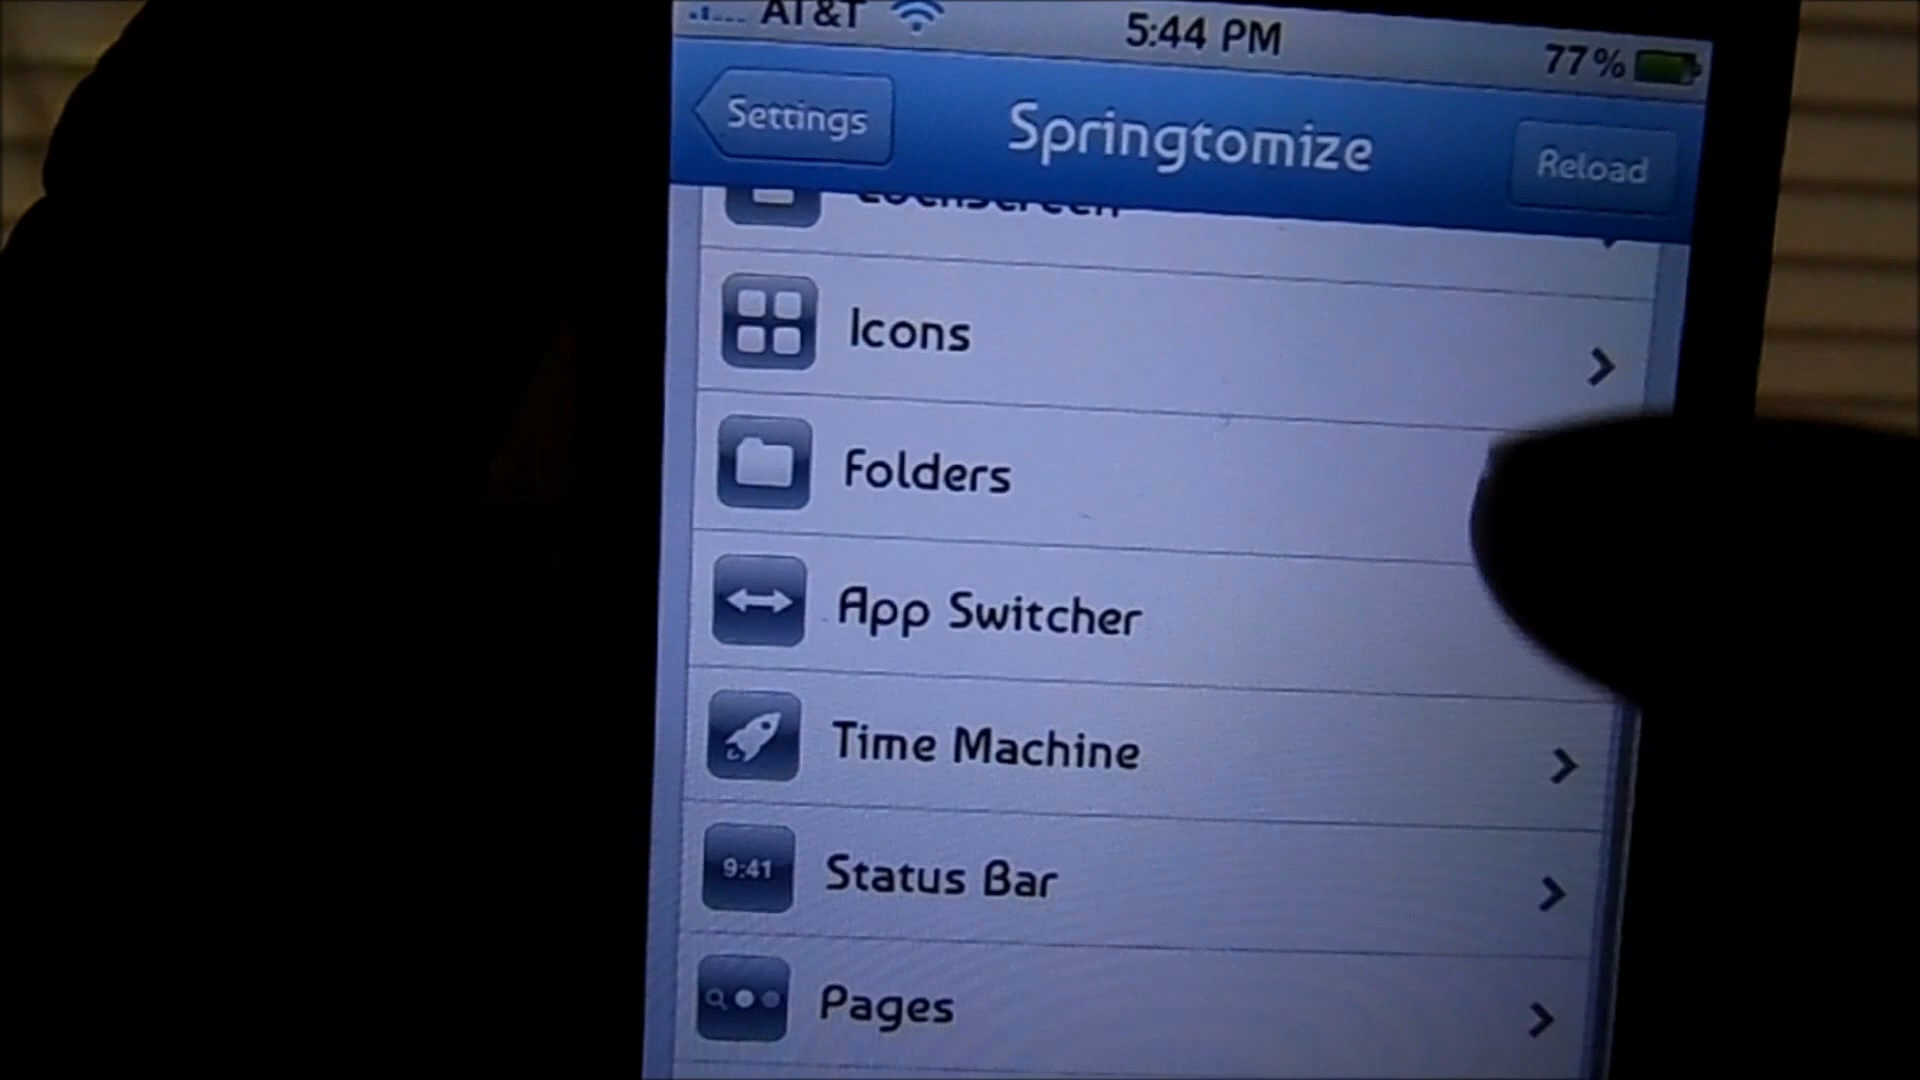 AT&T 5:44 PM 77%
Settings Springtomize Reload
Lockscreen
Icons
Folders
App Switcher
Time Machine
9:41 Status Bar
Pages